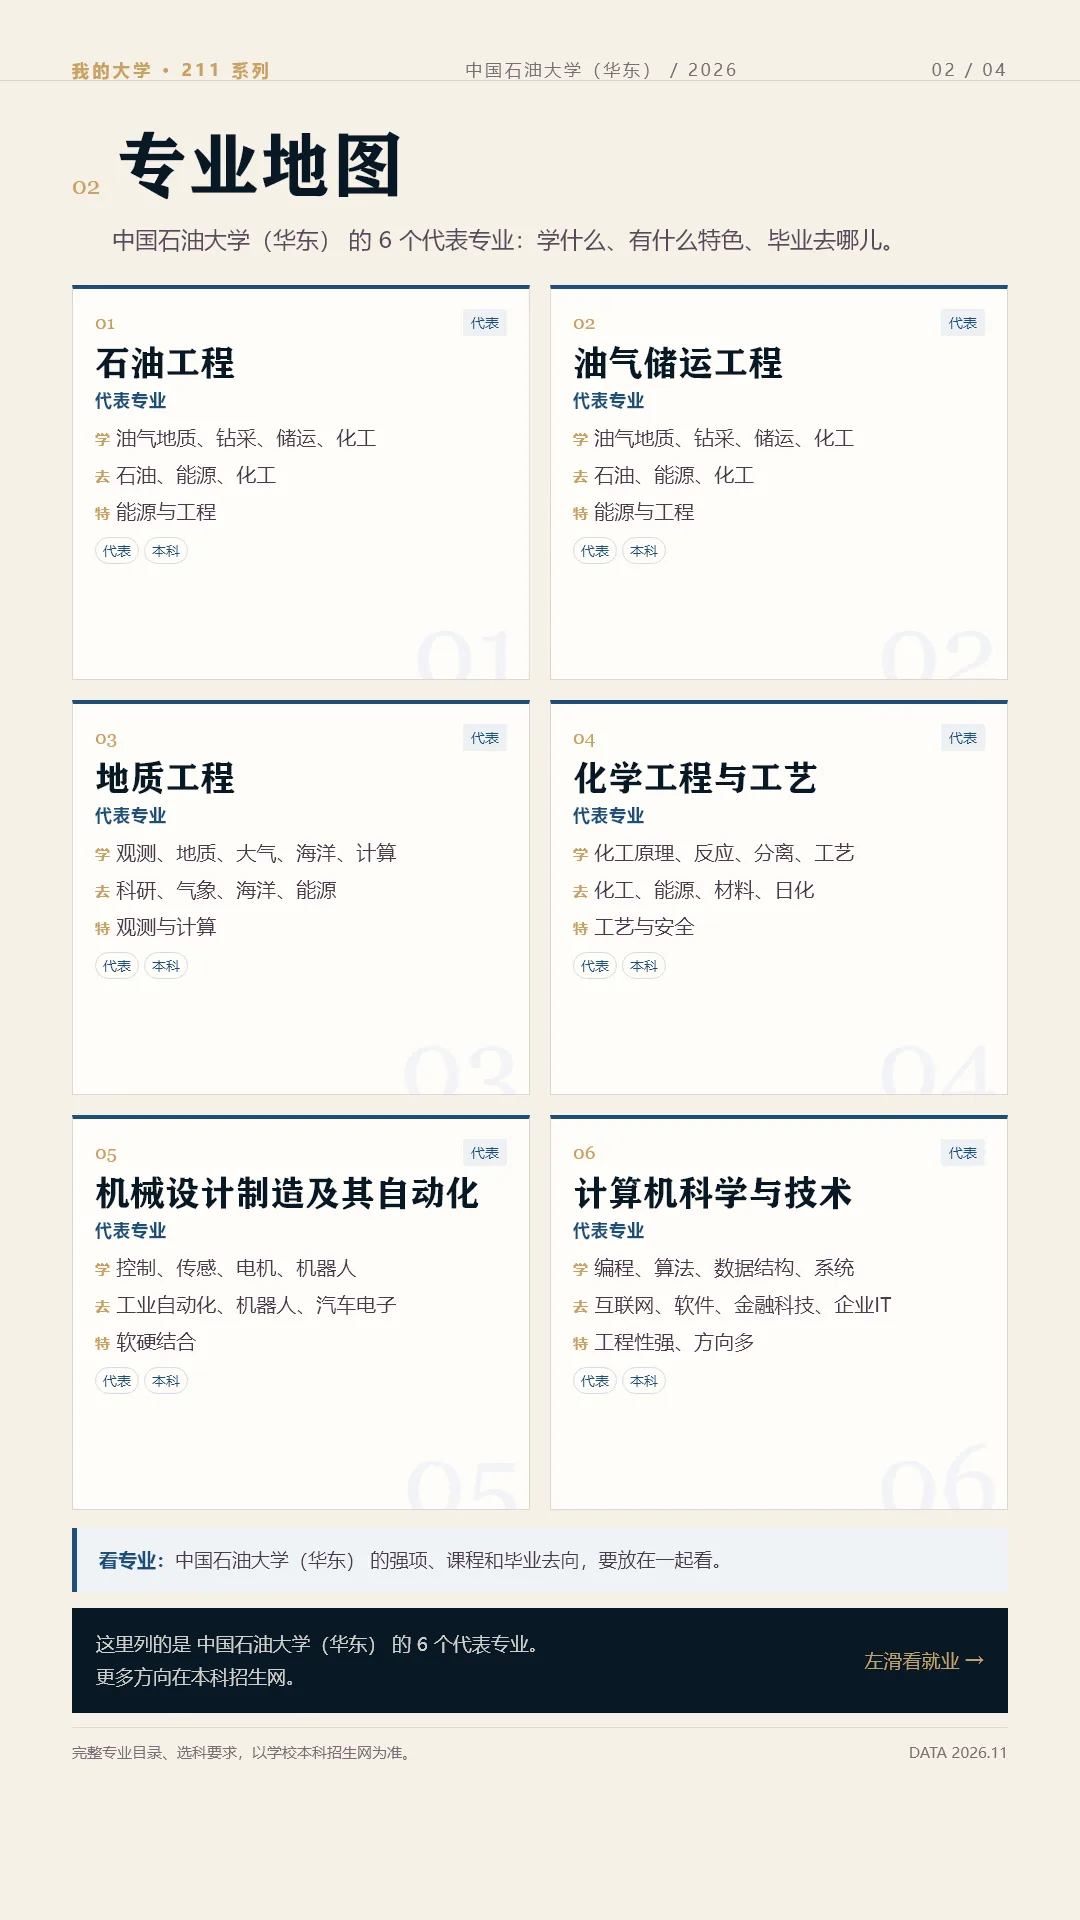 我的大学 · 211 系列
中国石油大学（华东） / 2026
02 / 04
02 专业地图
中国石油大学（华东） 的 6 个代表专业：学什么、有什么特色、毕业去哪儿。
01
代表
石油工程
代表专业
学 油气地质、钻采、储运、化工
去 石油、能源、化工
特 能源与工程
代表 本科
01
02
代表
油气储运工程
代表专业
学 油气地质、钻采、储运、化工
去 石油、能源、化工
特 能源与工程
代表 本科
02
03
代表
地质工程
代表专业
学 观测、地质、大气、海洋、计算
去 科研、气象、海洋、能源
特 观测与计算
代表 本科
03
04
代表
化学工程与工艺
代表专业
学 化工原理、反应、分离、工艺
去 化工、能源、材料、日化
特 工艺与安全
代表 本科
04
05
代表
机械设计制造及其自动化
代表专业
学 控制、传感、电机、机器人
去 工业自动化、机器人、汽车电子
特 软硬结合
代表 本科
05
06
代表
计算机科学与技术
代表专业
学 编程、算法、数据结构、系统
去 互联网、软件、金融科技、企业IT
特 工程性强、方向多
代表 本科
06
看专业：中国石油大学（华东） 的强项、课程和毕业去向，要放在一起看。
这里列的是 中国石油大学（华东） 的 6 个代表专业。
更多方向在本科招生网。
左滑看就业 →
完整专业目录、选科要求，以学校本科招生网为准。
DATA 2026.11